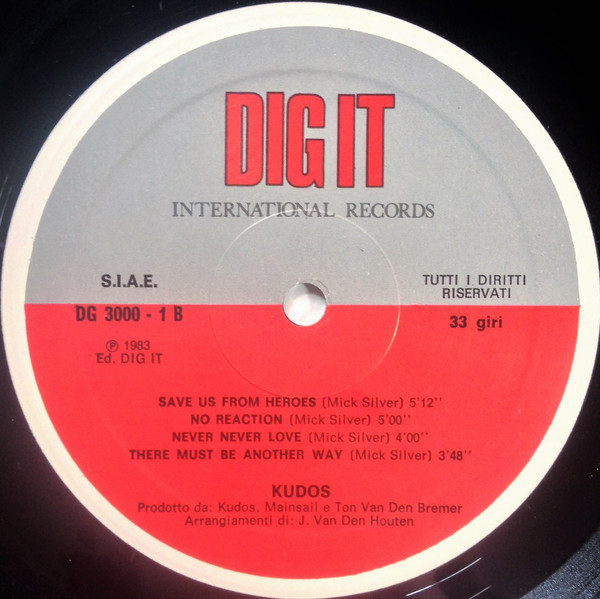 DIG IT
INTERNATIONAL RECORDS
S.I.A.E.
TUTTI I DIRITTI
RISERVATI
DG 3000 - 1 B
33 giri
Ⓟ 1983
Ed. DIG IT
SAVE US FROM HEROES (Mick Silver) 5'12''
NO REACTION (Mick Silver) 5'00''
NEVER NEVER LOVE (Mick Silver) 4'00''
THERE MUST BE ANOTHER WAY (Mick Silver) 3'48''
KUDOS
Prodotto da: Kudos, Mainsail e Ton Van Den Bremer
Arrangiamenti di: J. Van Den Houten